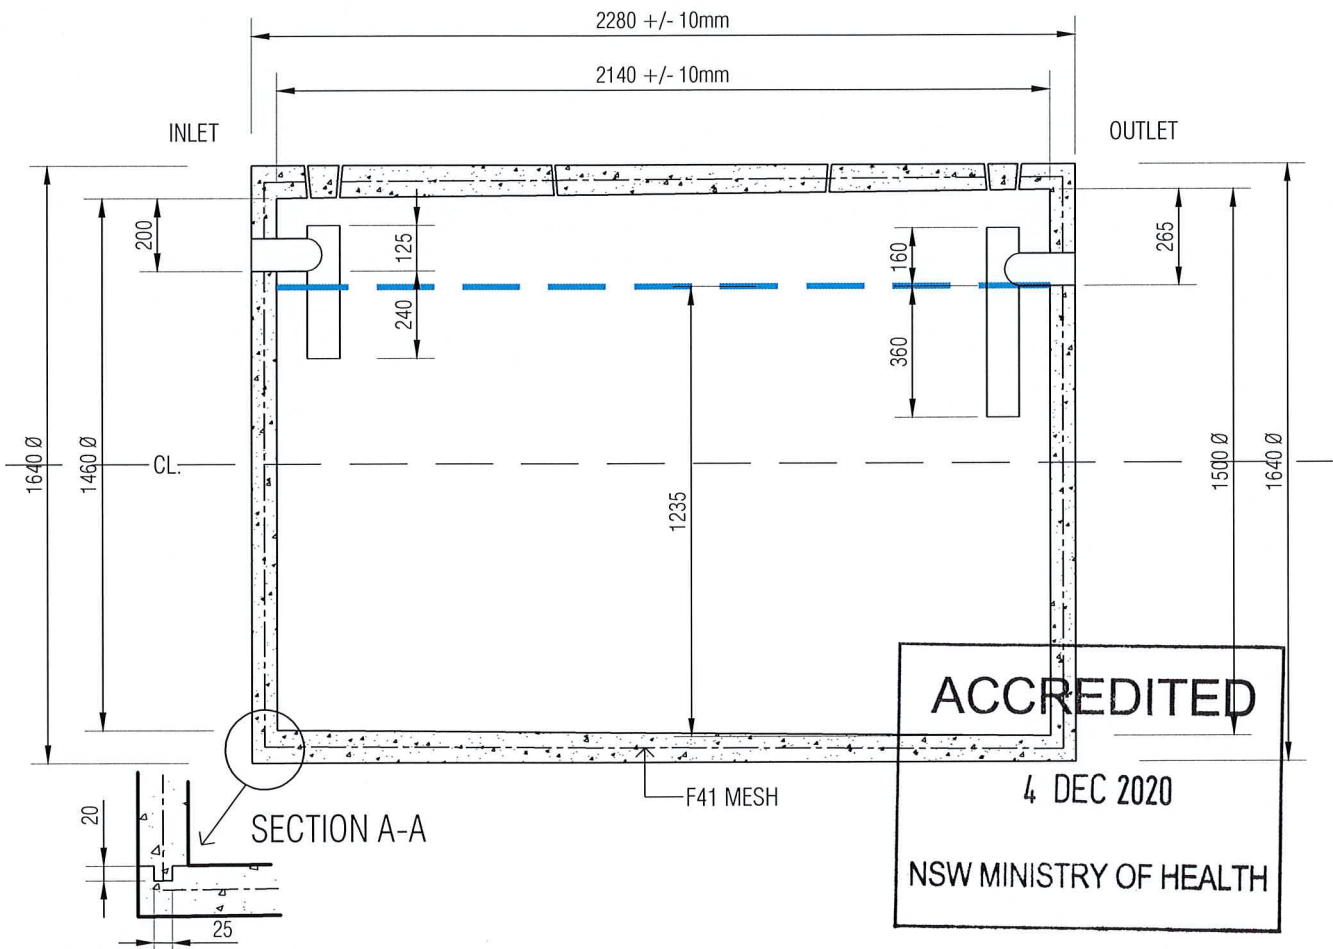 2280 +/- 10mm
2140 +/- 10mm
INLET
OUTLET
200
125
240
160
360
265
1640 Ø
1460 Ø
CL.
1235
1500 Ø
1640 Ø
F41 MESH
20
25
SECTION A-A
ACCREDITED
4 DEC 2020
NSW MINISTRY OF HEALTH